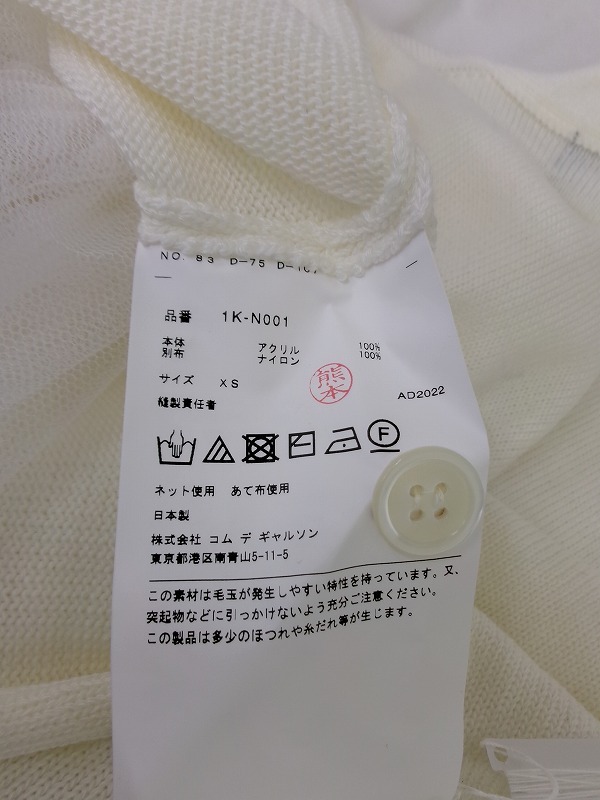 NO. 83 D-75 D-107
品番 1K-N001
本体 アクリル 100%
別布 ナイロン 100%
サイズ XS
縫製責任者 熊本
AD2022
F
ネット使用 あて布使用
日本製
株式会社 コム デ ギャルソン
東京都港区南青山5-11-5
この素材は毛玉が発生しやすい特性を持っています。又、
突起物などに引っかけないよう充分ご注意ください。
この製品は多少のほつれや糸だれ等が生じます。